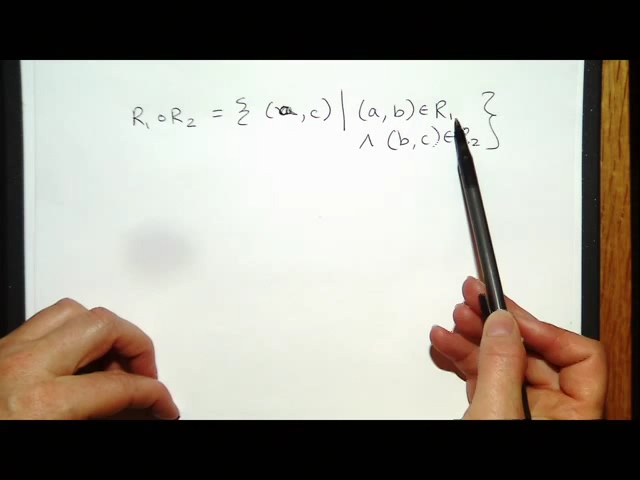 R₁ ∘ R₂ = { (a, c) | (a, b) ∈ R₁ }
∧ (b, c) ∈ R₂